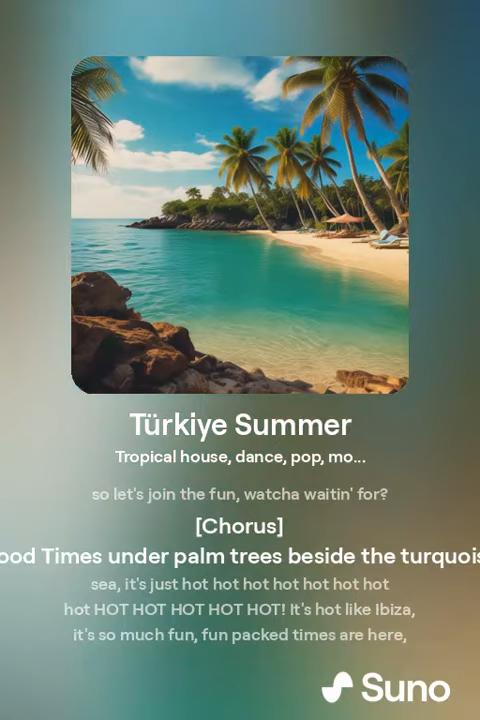 Türkiye Summer
Tropical house, dance, pop, mo...
so let's join the fun, watcha waitin' for?
[Chorus]
Times under palm trees beside the
sea, it's just hot hot hot hot hot hot hot
hot HOT HOT HOT HOT HOT! It's hot like Ibiza,
it's so much fun, fun packed times are here,
Suno